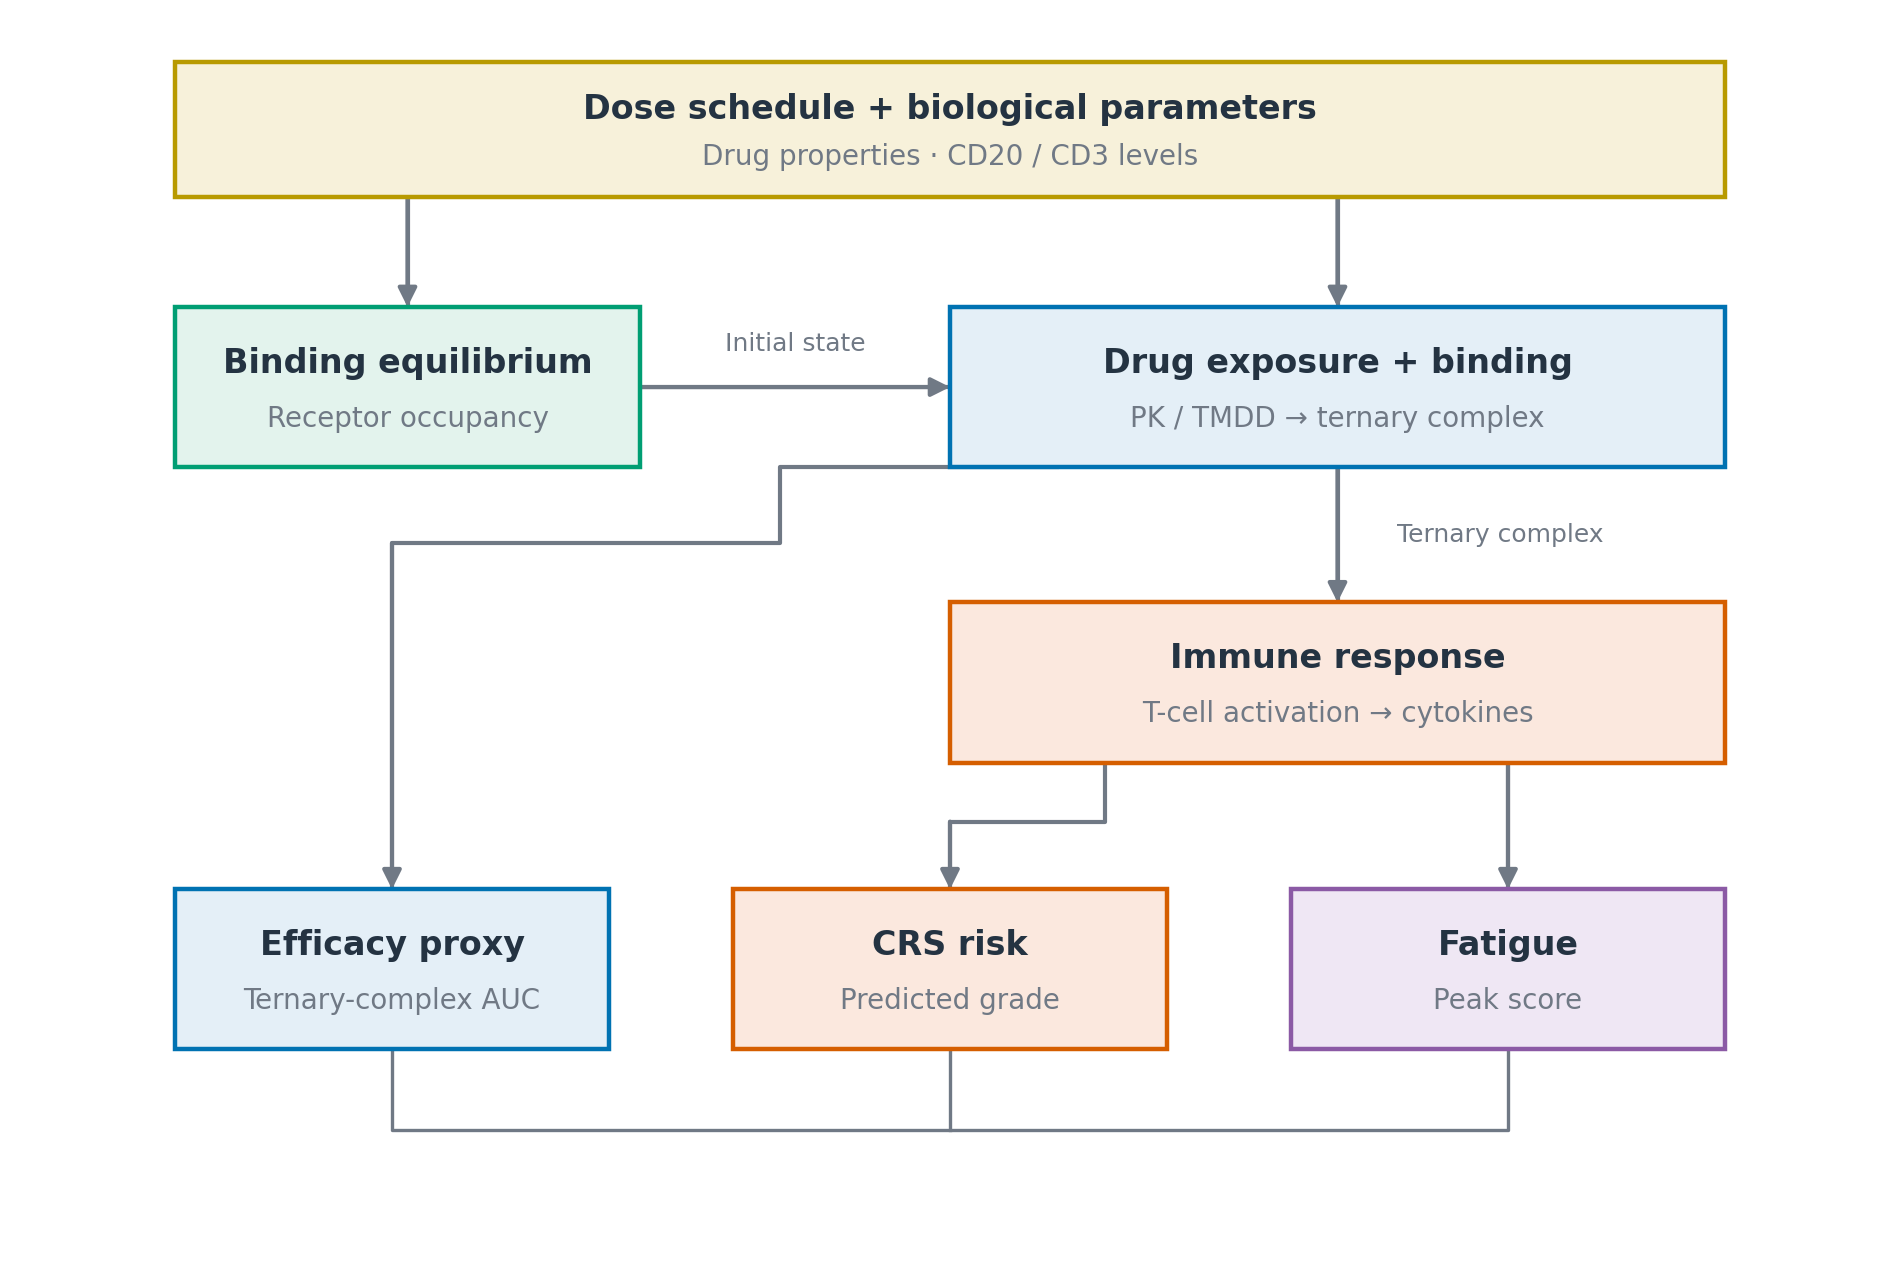 Dose schedule + biological parameters
Drug properties · CD20 / CD3 levels
Binding equilibrium
Receptor occupancy
Initial state
Drug exposure + binding
PK / TMDD → ternary complex
Ternary complex
Immune response
T-cell activation → cytokines
Efficacy proxy
Ternary-complex AUC
CRS risk
Predicted grade
Fatigue
Peak score